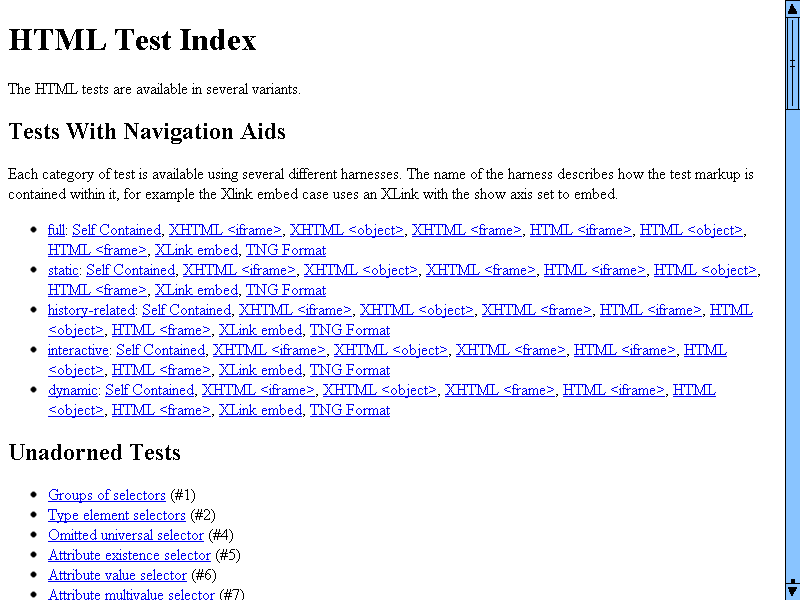 HTML Test Index
The HTML tests are available in several variants.
Tests With Navigation Aids
Each category of test is available using several different harnesses. The name of the harness describes how the test markup is
contained within it, for example the Xlink embed case uses an XLink with the show axis set to embed.
full: Self Contained, XHTML <iframe>, XHTML <object>, XHTML <frame>, HTML <iframe>, HTML <object>,
HTML <frame>, XLink embed, TNG Format
static: Self Contained, XHTML <iframe>, XHTML <object>, XHTML <frame>, HTML <iframe>, HTML <object>,
HTML <frame>, XLink embed, TNG Format
history-related: Self Contained, XHTML <iframe>, XHTML <object>, XHTML <frame>, HTML <iframe>, HTML
<object>, HTML <frame>, XLink embed, TNG Format
interactive: Self Contained, XHTML <iframe>, XHTML <object>, XHTML <frame>, HTML <iframe>, HTML
<object>, HTML <frame>, XLink embed, TNG Format
dynamic: Self Contained, XHTML <iframe>, XHTML <object>, XHTML <frame>, HTML <iframe>, HTML
<object>, HTML <frame>, XLink embed, TNG Format
Unadorned Tests
Groups of selectors (#1)
Type element selectors (#2)
Omitted universal selector (#4)
Attribute existence selector (#5)
Attribute value selector (#6)
Attribute multivalue selector (#7)